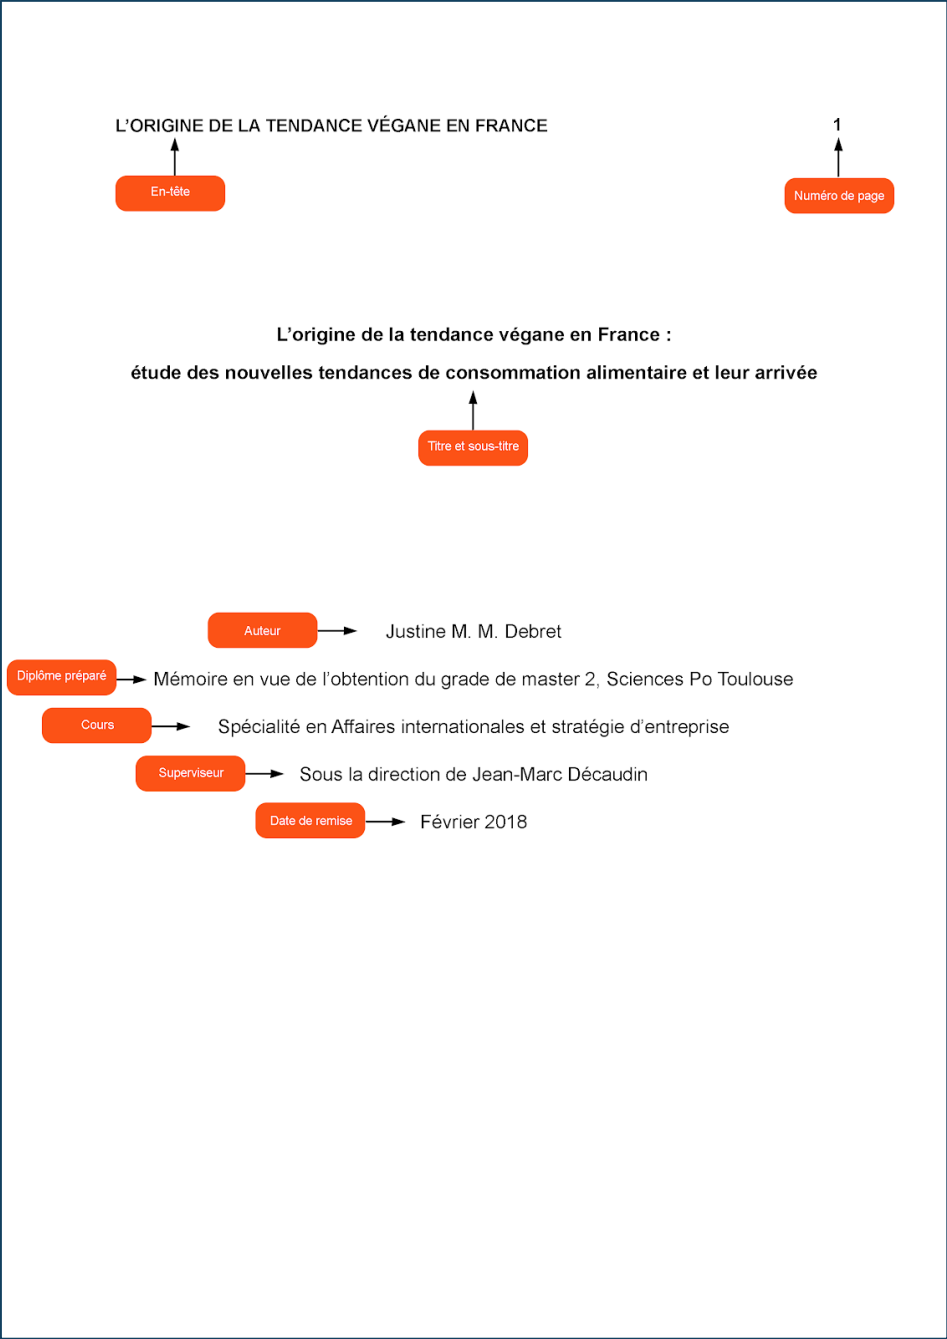 L’ORIGINE DE LA TENDANCE VÉGANE EN FRANCE 1
En-tête Numéro de page
L’origine de la tendance végane en France :
étude des nouvelles tendances de consommation alimentaire et leur arrivée
Titre et sous-titre
Auteur Justine M. M. Debret
Diplôme préparé Mémoire en vue de l’obtention du grade de master 2, Sciences Po Toulouse
Cours Spécialité en Affaires internationales et stratégie d’entreprise
Superviseur Sous la direction de Jean-Marc Décaudin
Date de remise Février 2018